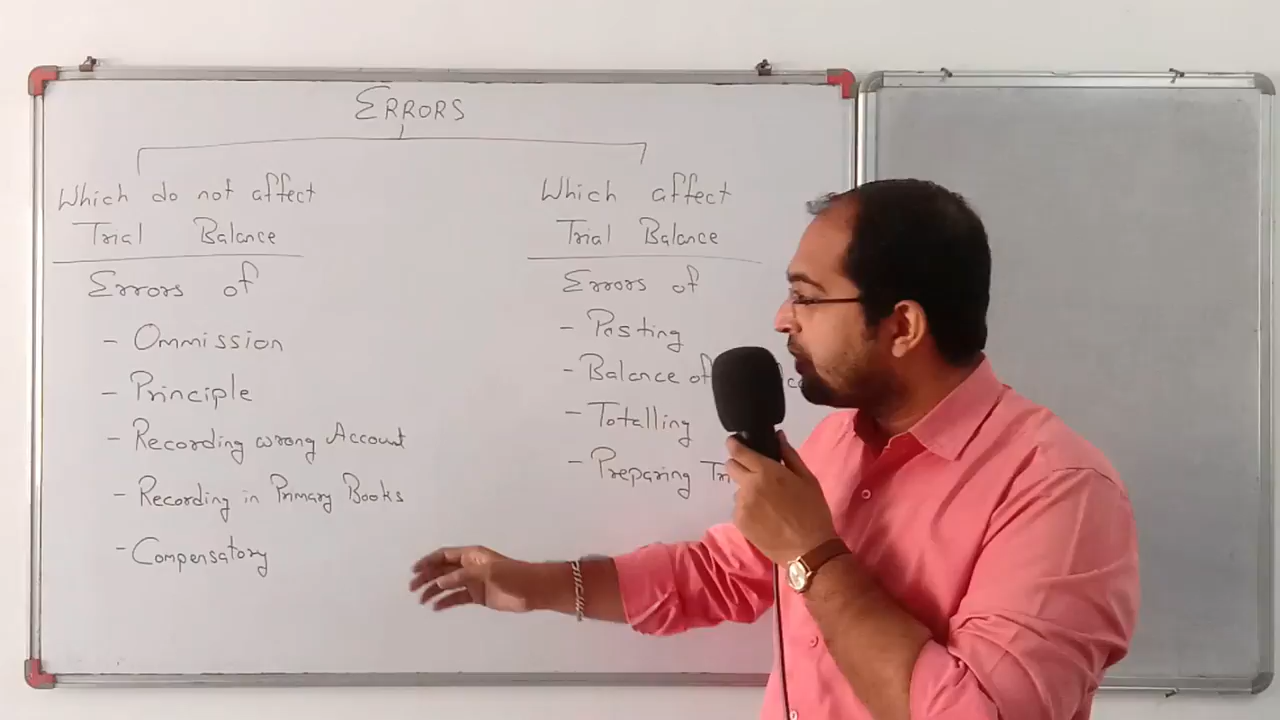 ERRORS
Which do not affect
Trial Balance
Errors of
- Ommission
- Principle
- Recording wrong Account
- Recording in Primary Books
- Compensatory
Which affect
Trial Balance
Errors of
- Posting
- Balance of
- Totalling
- Preparing